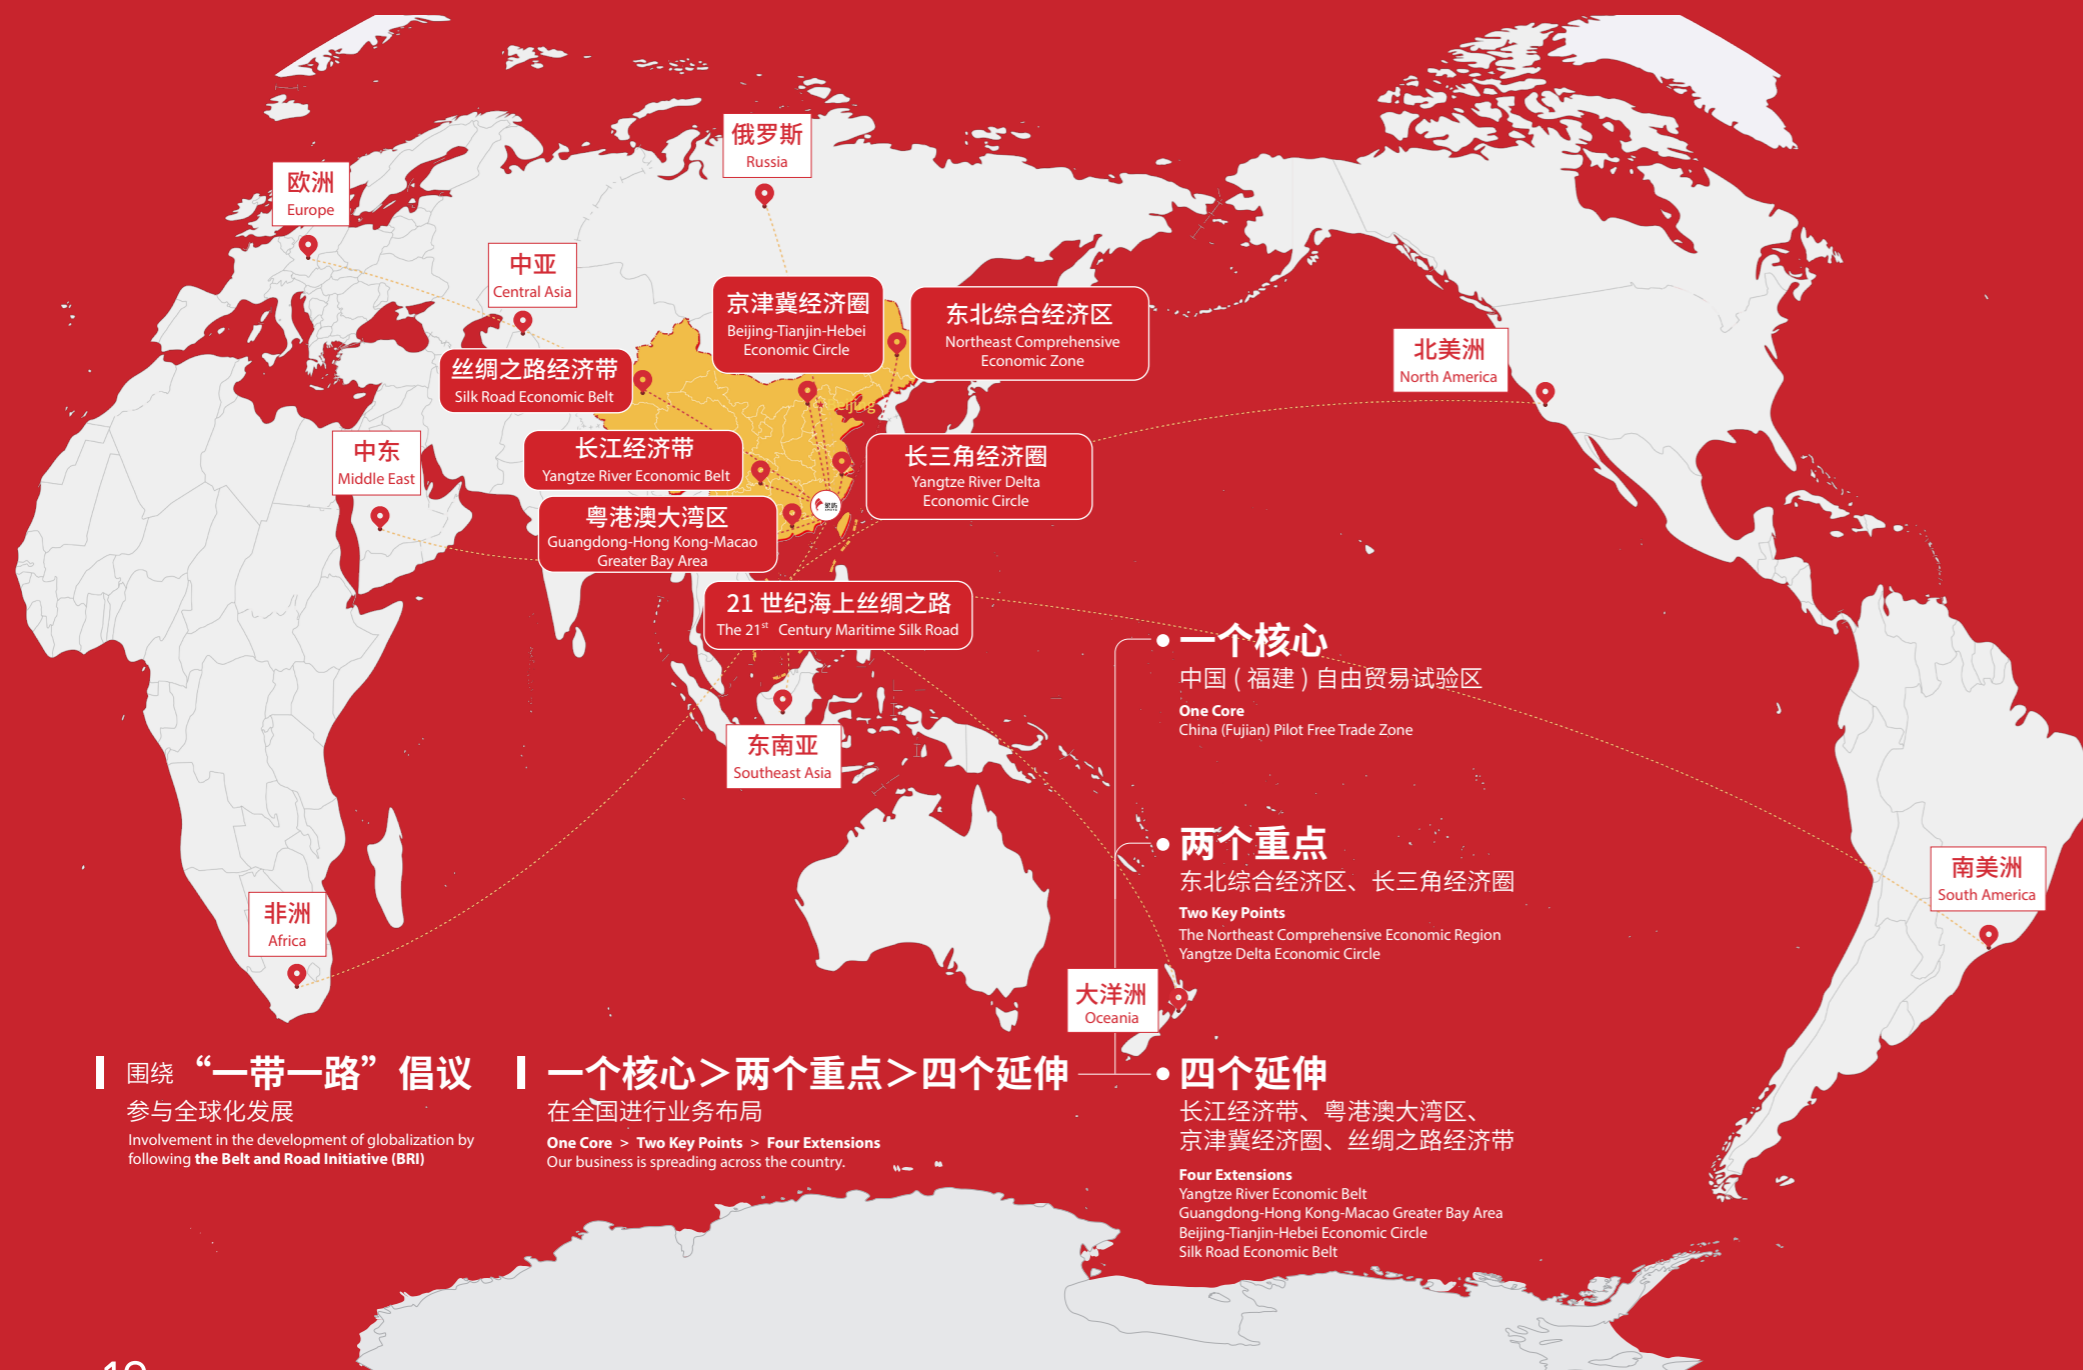 俄罗斯
Russia
欧洲
Europe
中亚
Central Asia
京津冀经济圈
Beijing-Tianjin-Hebei
Economic Circle
东北综合经济区
Northeast Comprehensive
Economic Zone
北美洲
North America
丝绸之路经济带
Silk Road Economic Belt
中东
Middle East
长江经济带
Yangtze River Economic Belt
长三角经济圈
Yangtze River Delta
Economic Circle
粤港澳大湾区
Guangdong-Hong Kong-Macao
Greater Bay Area
21 世纪海上丝绸之路
The 21st Century Maritime Silk Road
一个核心
中国 ( 福建 ) 自由贸易试验区
One Core
China (Fujian) Pilot Free Trade Zone
东南亚
Southeast Asia
两个重点
东北综合经济区、长三角经济圈
Two Key Points
The Northeast Comprehensive Economic Region
Yangtze Delta Economic Circle
南美洲
South America
非洲
Africa
大洋洲
Oceania
围绕 “一带一路” 倡议
参与全球化发展
Involvement in the development of globalization by
following the Belt and Road Initiative (BRI)
一个核心＞两个重点＞四个延伸
在全国进行业务布局
One Core > Two Key Points > Four Extensions
Our business is spreading across the country.
四个延伸
长江经济带、粤港澳大湾区、
京津冀经济圈、丝绸之路经济带
Four Extensions
Yangtze River Economic Belt
Guangdong-Hong Kong-Macao Greater Bay Area
Beijing-Tianjin-Hebei Economic Circle
Silk Road Economic Belt